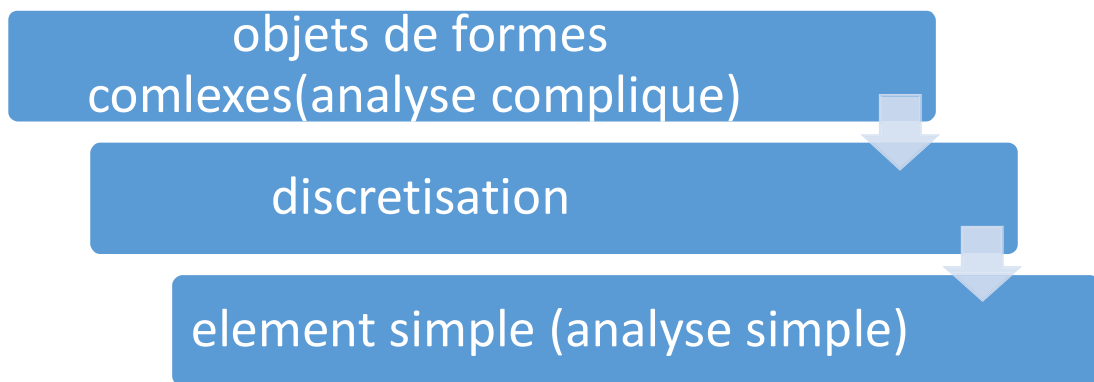 objets de formes
comlexes(analyse complique)
discretisation
element simple (analyse simple)